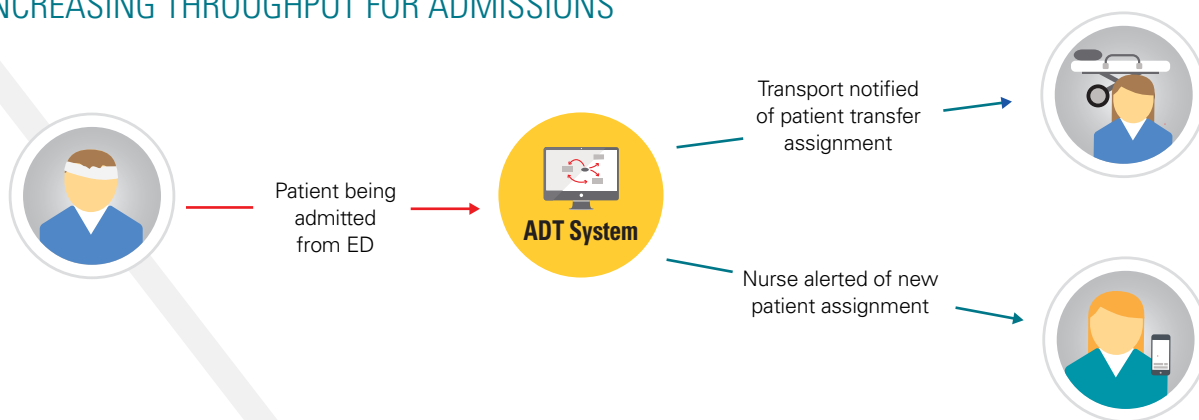 INCREASING THROUGHPUT FOR ADMISSIONS
Patient being
admitted
from ED
ADT System
Transport notified
of patient transfer
assignment
Nurse alerted of new
patient assignment